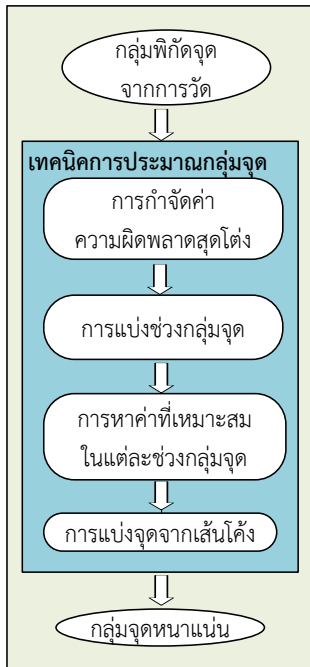 กลุ่มพิกัดจุด
จากการวัด
เทคนิคการประมาณกลุ่มจุด
การกำจัดค่า
ความผิดพลาดสุดโต่ง
การแบ่งช่วงกลุ่มจุด
การหาค่าที่เหมาะสม
ในแต่ละช่วงกลุ่มจุด
การแบ่งจุดจากเส้นโค้ง
กลุ่มจุดหนาแน่น